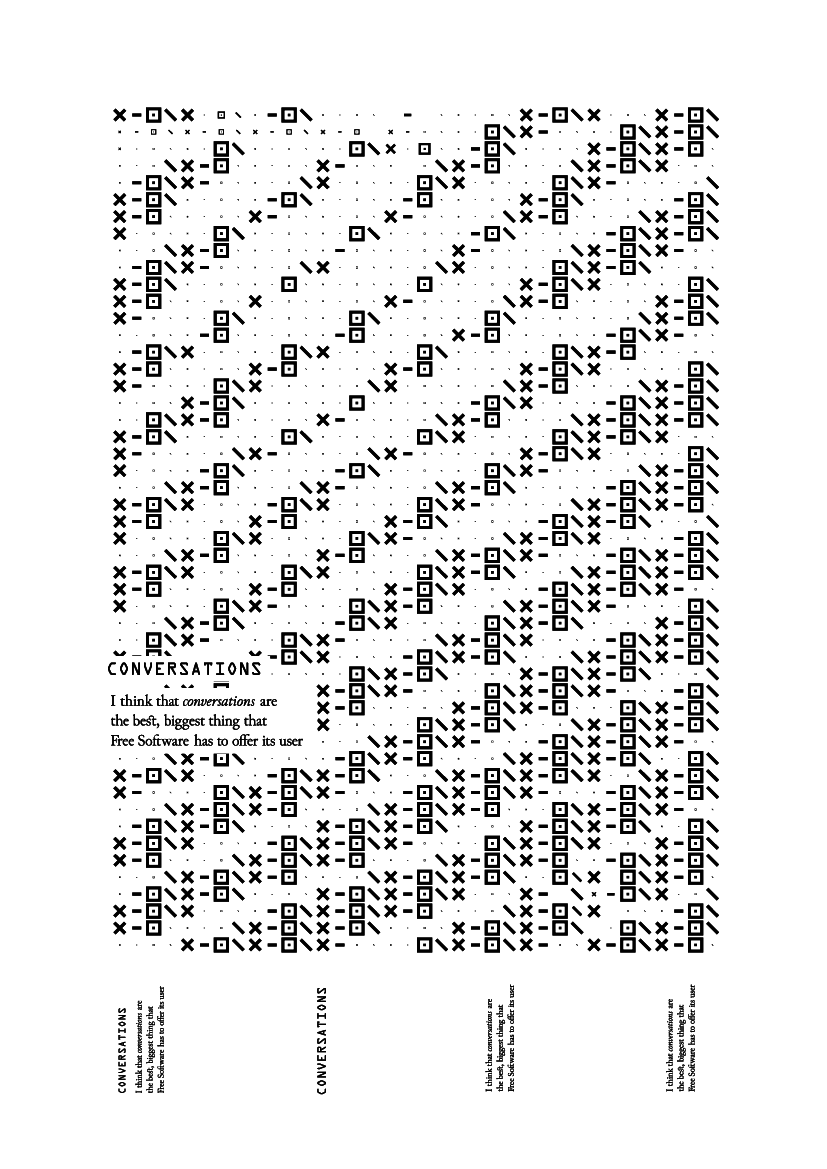 CONVERSATIONS
I think that conversations are
the best, biggest thing that
Free Software has to offer its user
CONVERSATIONS
I think that conversations are
the best, biggest thing that
Free Software has to offer its user
CONVERSATIONS
I think that conversations are
the best, biggest thing that
Free Software has to offer its user
I think that conversations are
the best, biggest thing that
Free Software has to offer its user